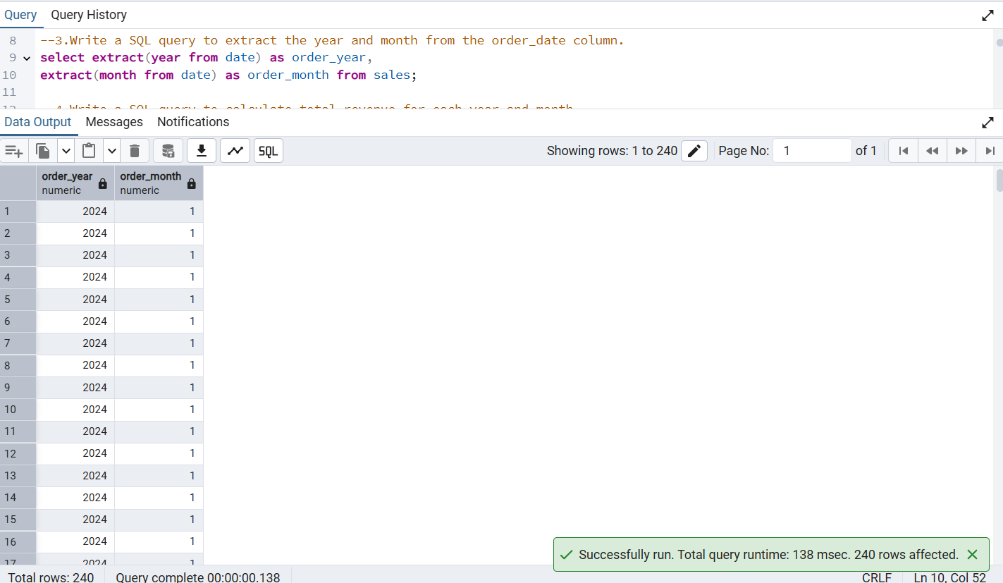 Query Query History
8 --3.Write a SQL query to extract the year and month from the order_date column.
9 select extract(year from date) as order_year,
10 extract(month from date) as order_month from sales;
11
Data Output Messages Notifications
SQL Showing rows: 1 to 240 Page No: 1 of 1
order_year order_month
numeric numeric
1 2024 1
2 2024 1
3 2024 1
4 2024 1
5 2024 1
6 2024 1
7 2024 1
8 2024 1
9 2024 1
10 2024 1
11 2024 1
12 2024 1
13 2024 1
14 2024 1
15 2024 1
16 2024 1
17 2024 1
Successfully run. Total query runtime: 138 msec. 240 rows affected.
Total rows: 240 Query complete 00:00:00.138 CRLF Ln 10, Col 52